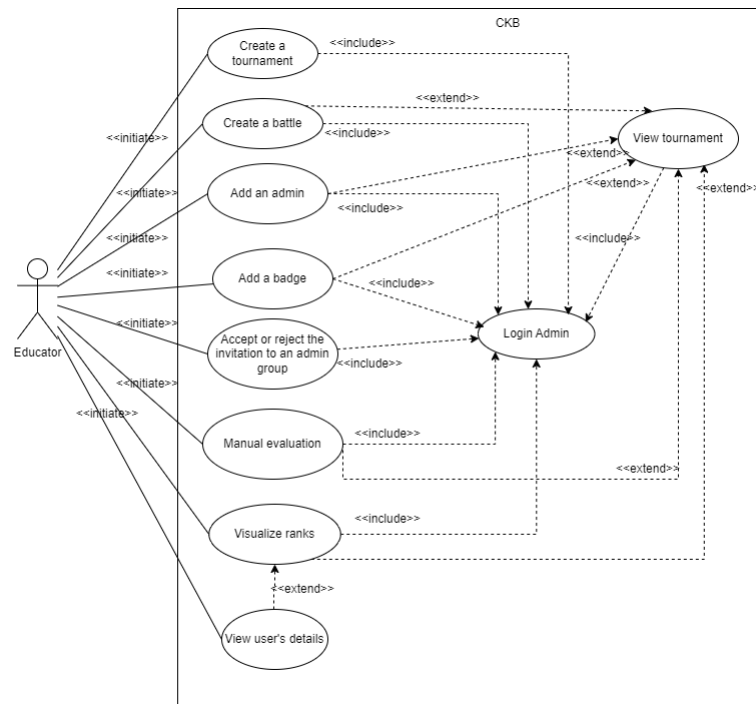 CKB
Create a
tournament
<<include>>
<<extend>>
Create a battle
<<include>>
View tournament
<<initiate>>
<<initiate>>
<<extend>>
Add an admin
<<include>>
<<extend>>
<<extend>>
<<initiate>>
<<include>>
<<initiate>>
Add a badge
<<include>>
Educator
<<initiate>>
Accept or reject the
invitation to an admin
group
<<include>>
Login Admin
<<initiate>>
Manual evaluation
<<include>>
<<extend>>
Visualize ranks
<<include>>
<<extend>>
View user's details